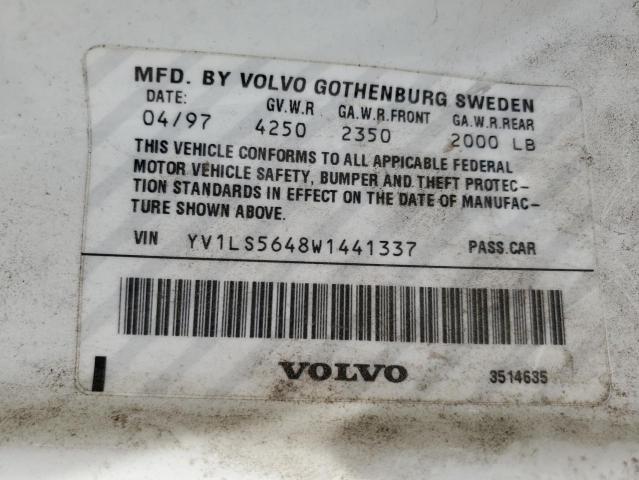 MFD. BY VOLVO GOTHENBURG SWEDEN
DATE: GV.W.R GA.W.R.FRONT GA.W.R.REAR
04/97 4250 2350 2000 LB
THIS VEHICLE CONFORMS TO ALL APPICABLE FEDERAL
MOTOR VEHICLE SAFETY, BUMPER AND THEFT PROTEC-
TION STANDARDS IN EFFECT ON THE DATE OF MANUFAC-
TURE SHOWN ABOVE.
VIN YV1LS5648W1441337 PASS.CAR
VOLVO 3514635